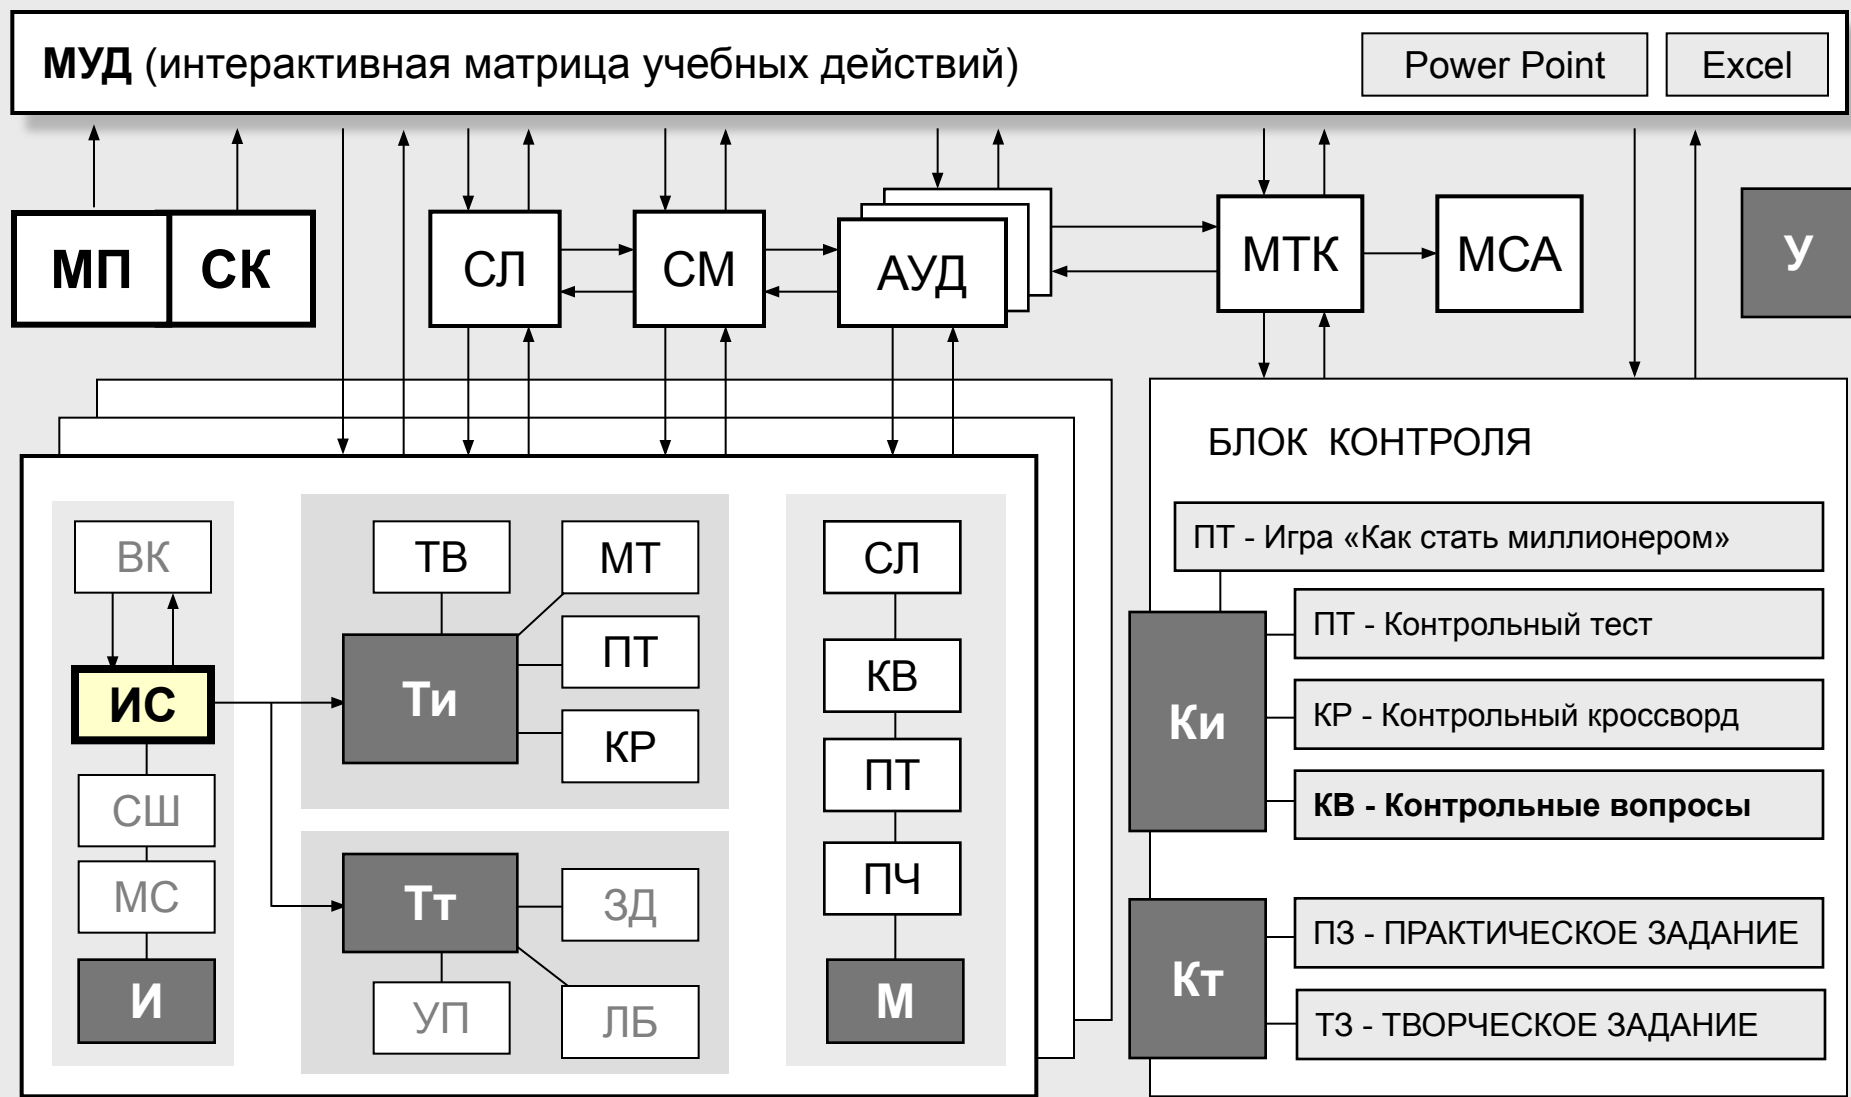 МУД (интерактивная матрица учебных действий)
Power Point
Excel
МП
СК
СЛ
СМ
АУД
МТК
МСА
У
БЛОК КОНТРОЛЯ
ВК
ИС
СШ
МС
И
ТВ
МТ
ПТ
КР
Ти
Тт
ЗД
УП
ЛБ
СЛ
КВ
ПТ
ПЧ
М
ПТ - Игра «Как стать миллионером»
Ки
ПТ - Контрольный тест
КР - Контрольный кроссворд
КВ - Контрольные вопросы
Кт
ПЗ - ПРАКТИЧЕСКОЕ ЗАДАНИЕ
ТЗ - ТВОРЧЕСКОЕ ЗАДАНИЕ